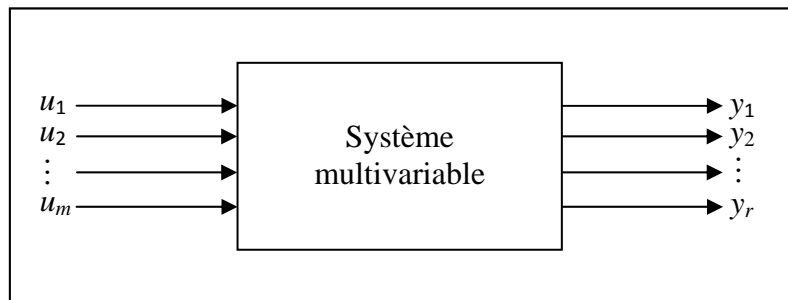 u₁
u₂
⋮
uₘ
Système
multivariable
y₁
y₂
⋮
yᵣ